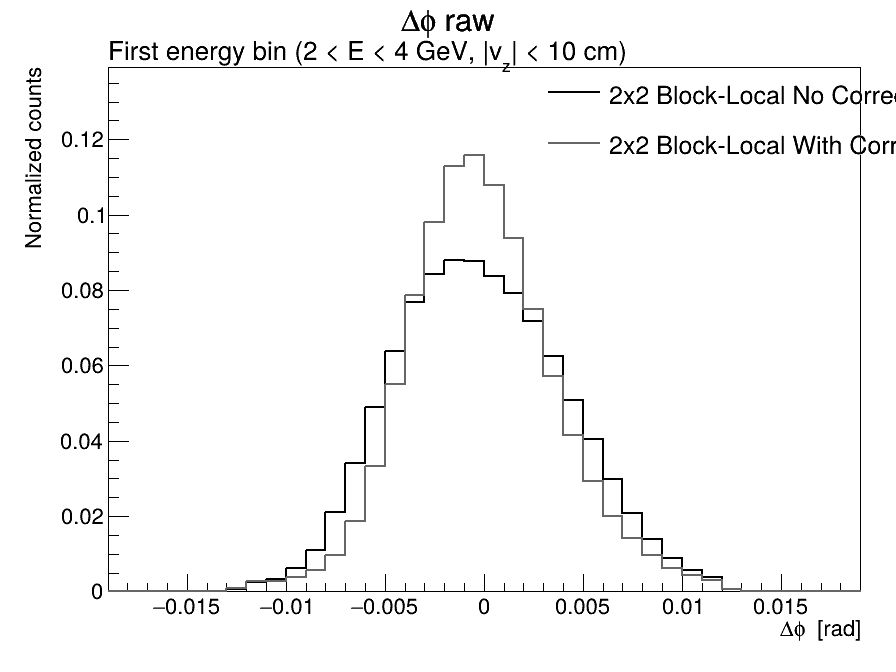 Δϕ raw
First energy bin (2 < E < 4 GeV, |v_z| < 10 cm)
2x2 Block-Local No Corre
2x2 Block-Local With Corr
Normalized counts
0.12
0.1
0.08
0.06
0.04
0.02
0
−0.015 −0.01 −0.005 0 0.005 0.01 0.015
Δϕ [rad]